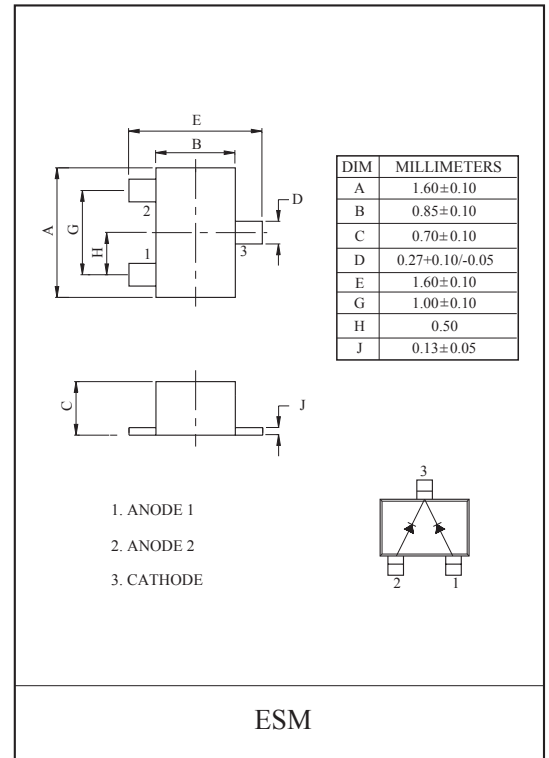 E
B
A
G
H
2
1
3
D
DIM MILLIMETERS
A 1.60±0.10
B 0.85±0.10
C 0.70±0.10
D 0.27+0.10/-0.05
E 1.60±0.10
G 1.00±0.10
H 0.50
J 0.13±0.05
C
J
1. ANODE 1
2. ANODE 2
3. CATHODE
3
2 1
ESM